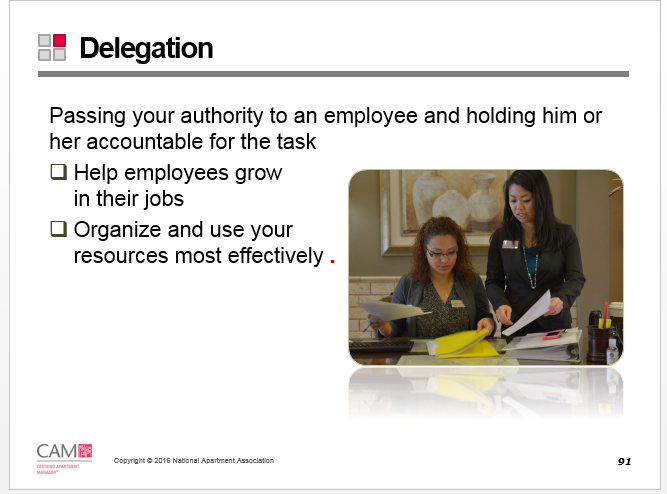 Delegation
Passing your authority to an employee and holding him or
her accountable for the task
Help employees grow
in their jobs
Organize and use your
resources most effectively .
CAM
CERTIFIED APARTMENT
MANAGER®
Copyright © 2016 National Apartment Association
91